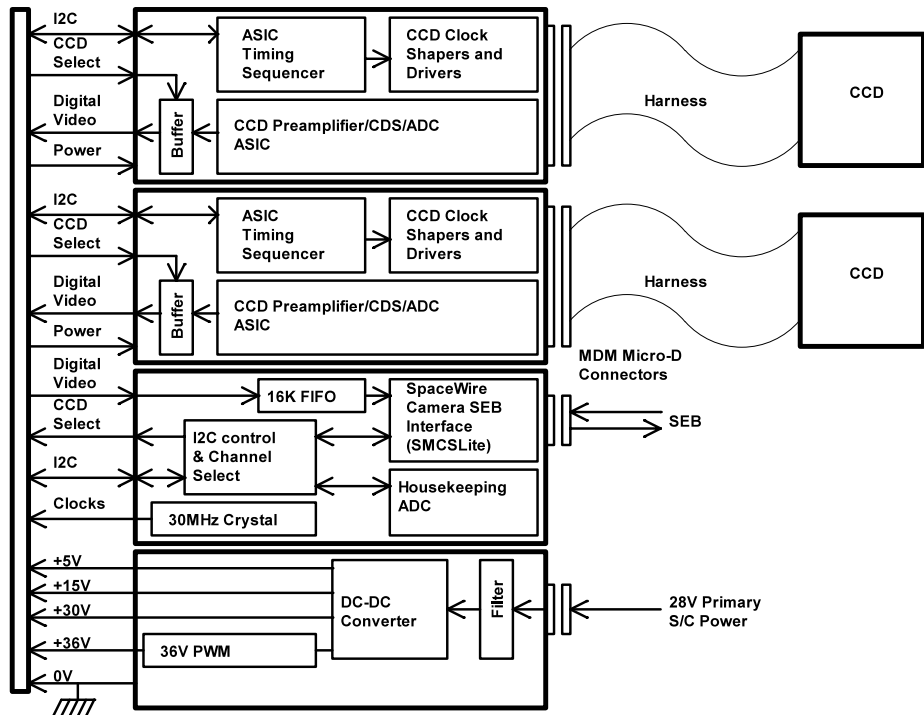 I2C
CCD
Select
Digital
Video
Power
ASIC
Timing
Sequencer
CCD Clock
Shapers and
Drivers
Buffer
CCD Preamplifier/CDS/ADC
ASIC
Harness
CCD
I2C
CCD
Select
Digital
Video
Power
ASIC
Timing
Sequencer
CCD Clock
Shapers and
Drivers
Buffer
CCD Preamplifier/CDS/ADC
ASIC
Harness
CCD
MDM Micro-D
Connectors
Digital
Video
CCD
Select
I2C
Clocks
16K FIFO
SpaceWire
Camera SEB
Interface
(SMCSLite)
I2C control
& Channel
Select
Housekeeping
ADC
30MHz Crystal
SEB
+5V
+15V
+30V
+36V
0V
DC-DC
Converter
Filter
36V PWM
28V Primary
S/C Power